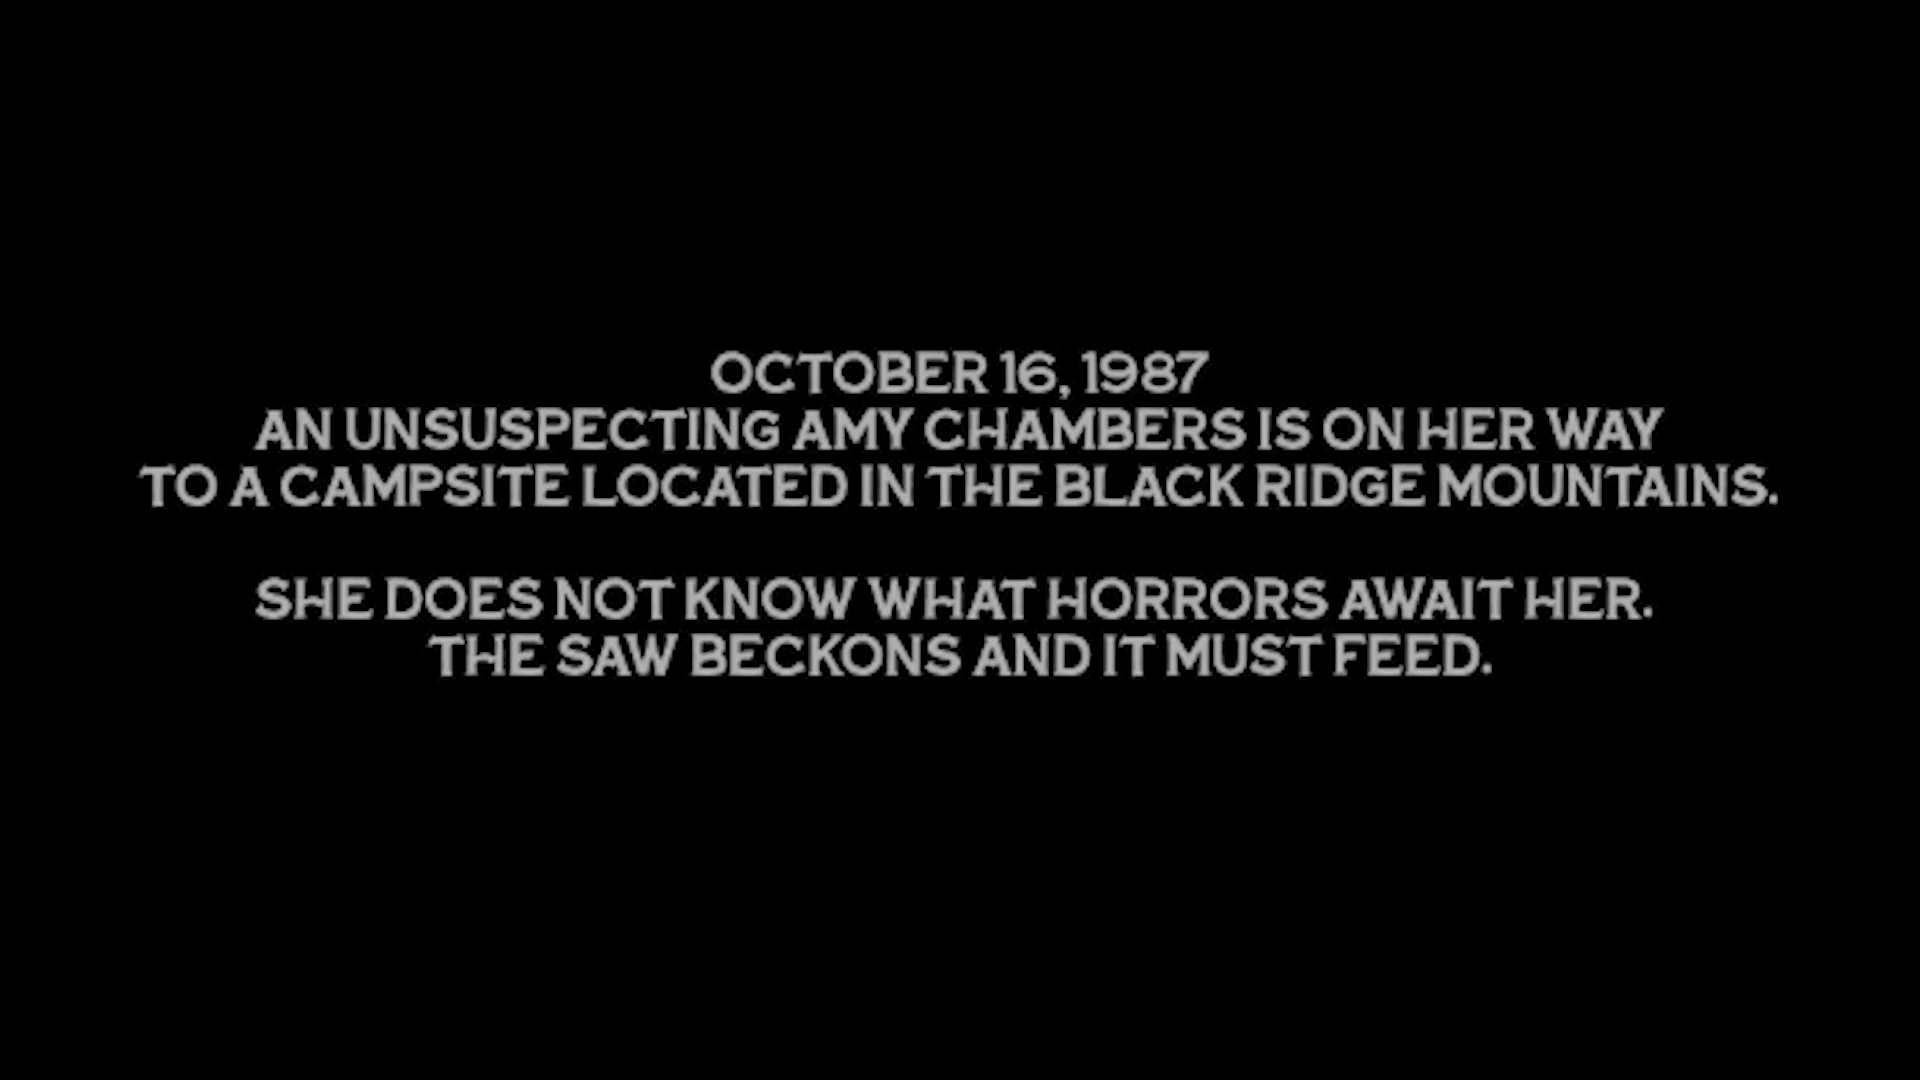 OCTOBER 16, 1987
AN UNSUSPECTING AMY CHAMBERS IS ON HER WAY
TO A CAMPSITE LOCATED IN THE BLACK RIDGE MOUNTAINS.
SHE DOES NOT KNOW WHAT HORRORS AWAIT HER.
THE SAW BECKONS AND IT MUST FEED.